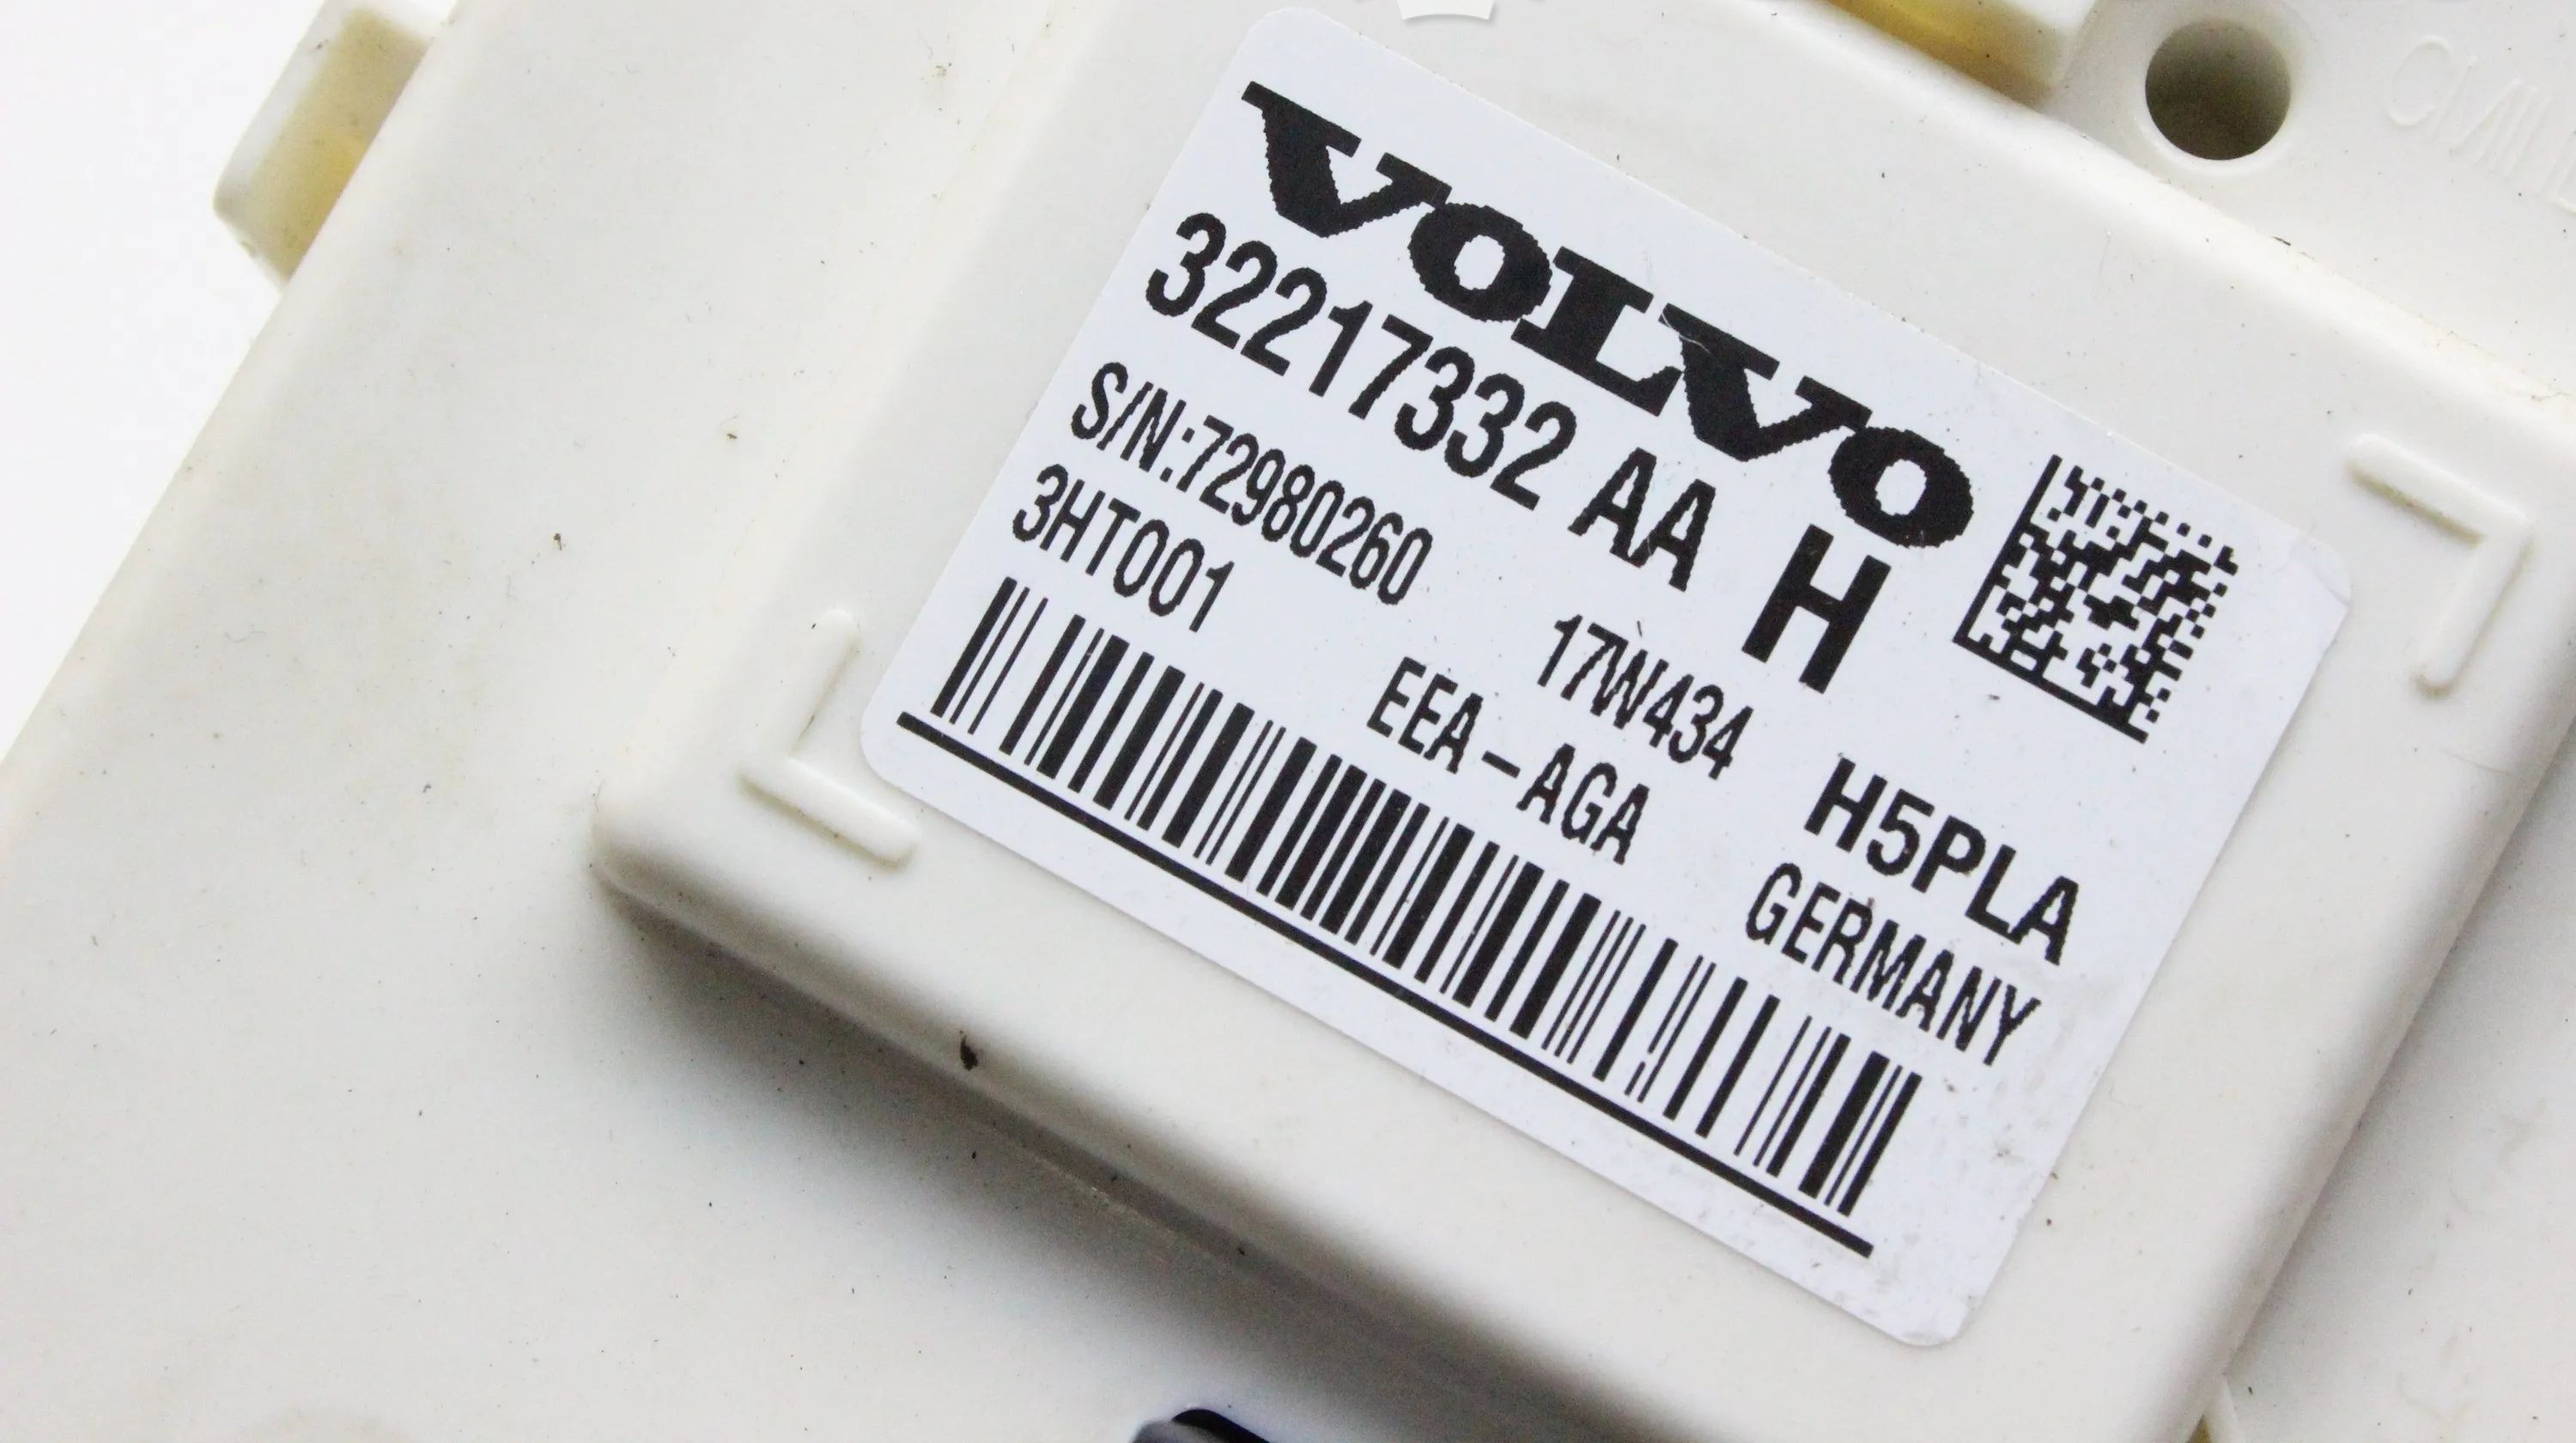 VOLVO
32217332 AA H
S/N:72980260 17W434 H5PLA
3HT001 EEA-AGA GERMANY